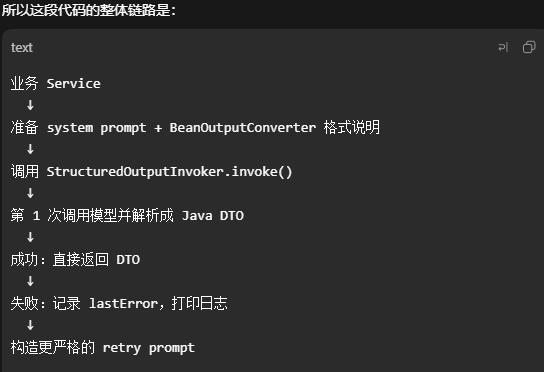 所以这段代码的整体链路是:
text
业务 Service
↓
准备 system prompt + BeanOutputConverter 格式说明
↓
调用 StructuredOutputInvoker.invoke()
↓
第 1 次调用模型并解析成 Java DTO
↓
成功：直接返回 DTO
↓
失败：记录 lastError，打印日志
↓
构造更严格的 retry prompt